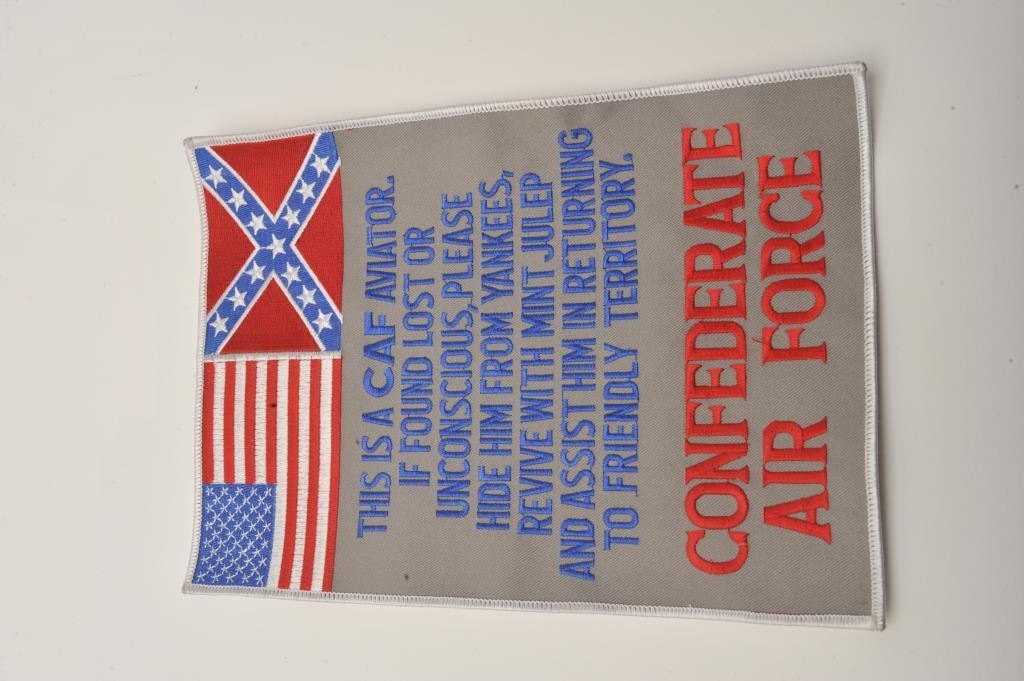 THIS IS A CAF AVIATOR.
IF FOUND LOST OR
UNCONSCIOUS, PLEASE
HIDE HIM FROM YANKEES,
REVIVE WITH MINT JULEP
AND ASSIST HIM IN RETURNING
TO FRIENDLY TERRITORY.
CONFEDERATE
AIR FORCE